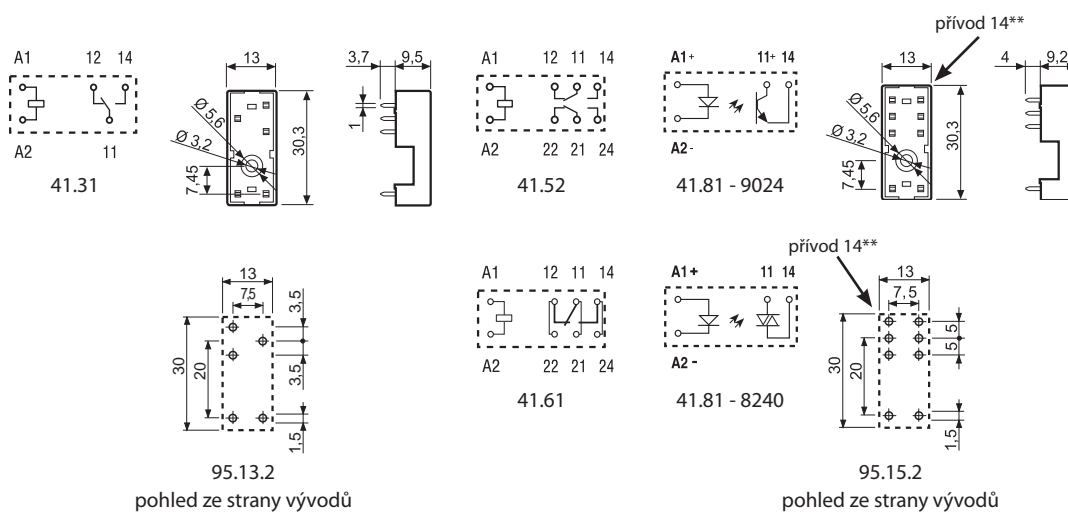 přívod 14**
A1 12 14
A2 11
41.31
13
Ø 5,6
Ø 3,2
7,45
30,3
3,7 9,5
1
A1 12 11 14
A2 22 21 24
41.52
A1+ 11+ 14
A2-
41.81 - 9024
13
Ø 5,6
Ø 3,2
7,45
30,3
4 9,2
13
7,5
3,5
30
20
3,5
1,5
95.13.2
pohled ze strany vývodů
A1 12 11 14
A2 22 21 24
41.61
A1+ 11 14
A2 -
41.81 - 8240
přívod 14**
13
7,5
5
5
30
20
1,5
95.15.2
pohled ze strany vývodů